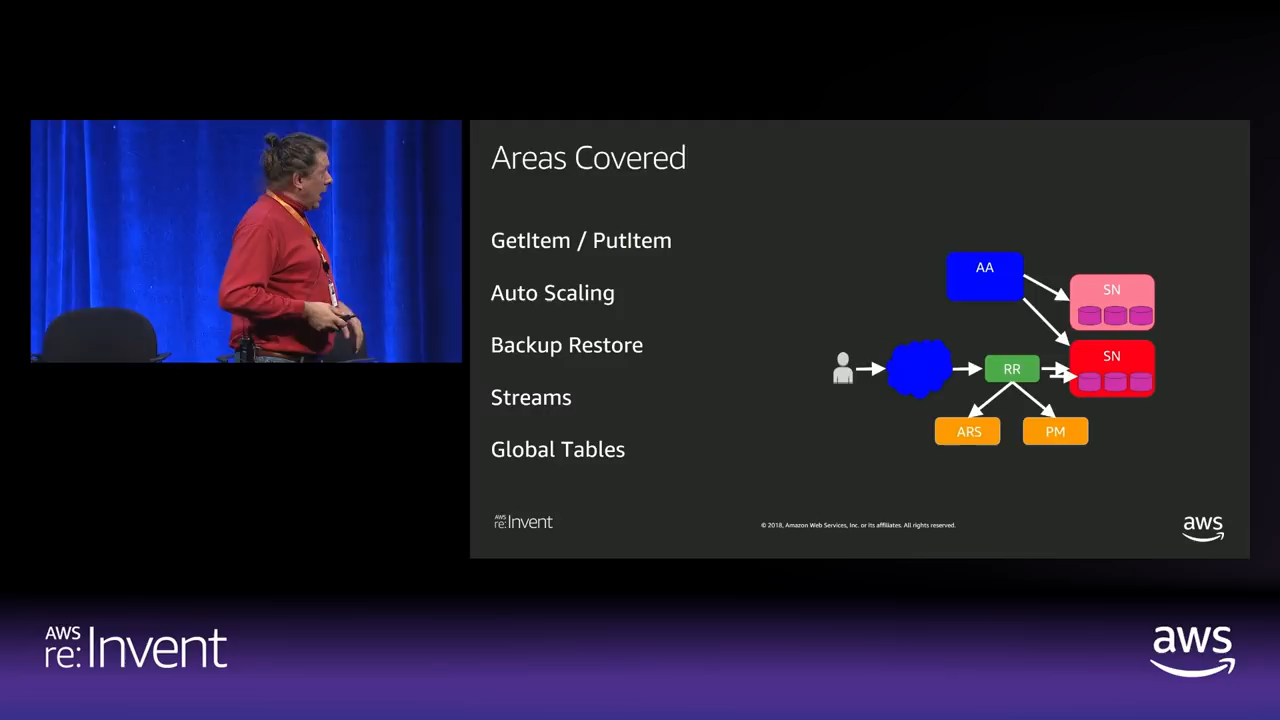 Areas Covered
GetItem / PutItem
Auto Scaling
Backup Restore
Streams
Global Tables
AA
SN
SN
RR
ARS
PM
AWS
re:Invent
© 2018, Amazon Web Services, Inc. or its affiliates. All rights reserved.
aws
AWS
re:Invent
aws